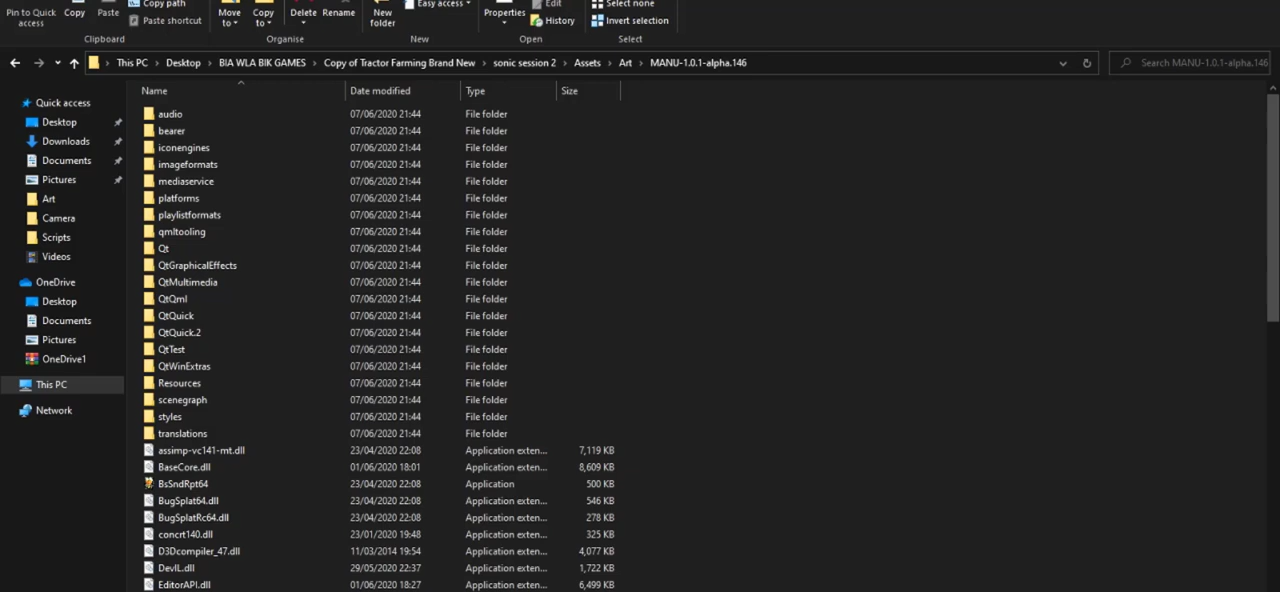 Pin to Quick access Copy Paste Copy path Paste shortcut Move to Copy to Delete Rename New folder Easy access Properties Edit History Select none Invert selection
Clipboard Organise New Open Select
This PC > Desktop > BIA WLA BIK GAMES > Copy of Tractor Farming Brand New > sonic session 2 > Assets > Art > MANU-1.0.1-alpha.146 Search MANU-1.0.1-alpha.146
Quick access
Desktop
Downloads
Documents
Pictures
Art
Camera
Scripts
Videos
OneDrive
Desktop
Documents
Pictures
OneDrive1
This PC
Network
Name Date modified Type Size
audio 07/06/2020 21:44 File folder
bearer 07/06/2020 21:44 File folder
iconengines 07/06/2020 21:44 File folder
imageformats 07/06/2020 21:44 File folder
mediaservice 07/06/2020 21:44 File folder
platforms 07/06/2020 21:44 File folder
playlistformats 07/06/2020 21:44 File folder
qmltooling 07/06/2020 21:44 File folder
Qt 07/06/2020 21:44 File folder
QtGraphicalEffects 07/06/2020 21:44 File folder
QtMultimedia 07/06/2020 21:44 File folder
QtQml 07/06/2020 21:44 File folder
QtQuick 07/06/2020 21:44 File folder
QtQuick.2 07/06/2020 21:44 File folder
QtTest 07/06/2020 21:44 File folder
QtWinExtras 07/06/2020 21:44 File folder
Resources 07/06/2020 21:44 File folder
scenegraph 07/06/2020 21:44 File folder
styles 07/06/2020 21:44 File folder
translations 07/06/2020 21:44 File folder
assimp-vc141-mt.dll 23/04/2020 22:08 Application exten... 7,119 KB
BaseCore.dll 01/06/2020 18:01 Application exten... 8,609 KB
BsSndRpt64 23/04/2020 22:08 Application 500 KB
BugSplat64.dll 23/04/2020 22:08 Application exten... 546 KB
BugSplatRc64.dll 23/04/2020 22:08 Application exten... 278 KB
concrt140.dll 23/01/2020 19:48 Application exten... 325 KB
D3Dcompiler_47.dll 11/03/2014 19:54 Application exten... 4,077 KB
DevIL.dll 29/05/2020 22:37 Application exten... 1,722 KB
EditorAPI.dll 01/06/2020 18:27 Application exten... 6,499 KB